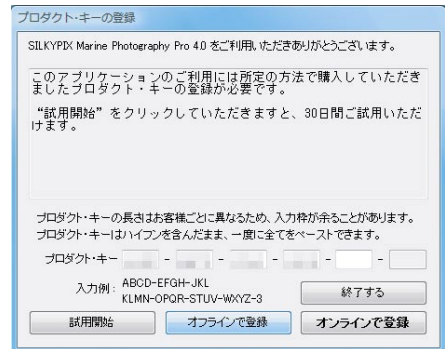 プロダクト・キーの登録
SILKYPIX Marine Photography Pro 4.0 をご利用いただきありがとうございます。
このアプリケーションのご利用には所定の方法で購入していただき
ましたプロダクト・キーの登録が必要です。
“試用開始”をクリックしていただきますと、30日間ご試用いただ
けます。
プロダクト・キーの長さはお客様ごとに異なるため、入力枠が余ることがあります。
プロダクト・キーはハイフンを含んだまま、一度に全てをペーストできます。
プロダクト・キー - - - - -
入力例: ABCD-EFGH-JKL
KLMN-OPQR-STUV-WXYZ-3
終了する
試用開始 オフラインで登録 オンラインで登録